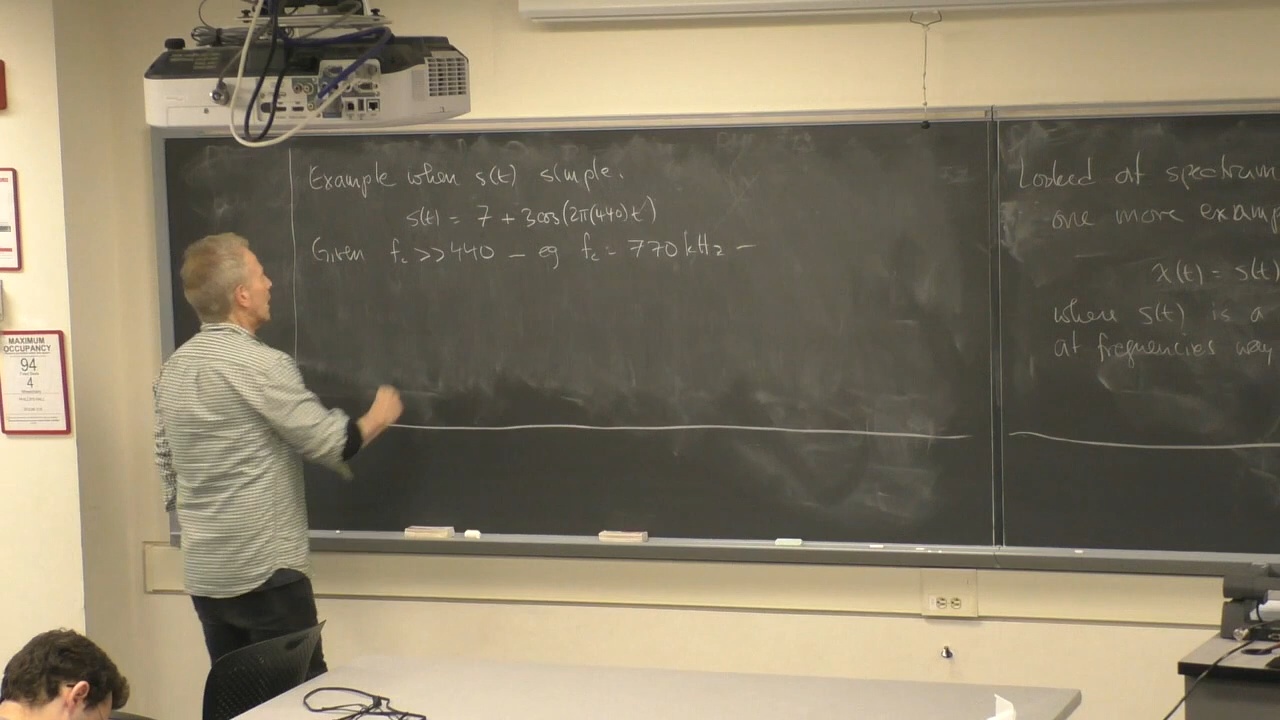 Example when s(t) simple.
s(t) = 7 + 3cos(2π(440)t)
Given fc >> 440 — eg fc = 770 kHz —
Looked at spectrum
one more examp
x(t) = s(t)
where s(t) is a
at frequencies way
MAXIMUM
OCCUPANCY
94
4